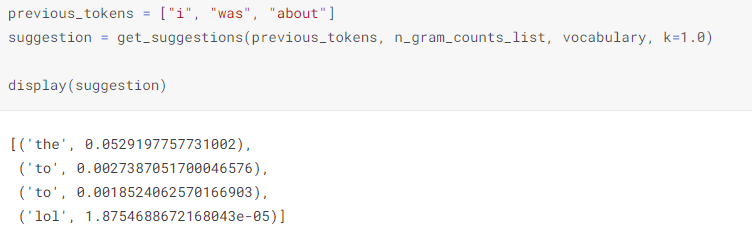 previous_tokens = ["i", "was", "about"]
suggestion = get_suggestions(previous_tokens, n_gram_counts_list, vocabulary, k=1.0)
display(suggestion)
[('the', 0.0529197757731002),
('to', 0.0027387051700046576),
('to', 0.0018524062570166903),
('lol', 1.8754688672168043e-05)]